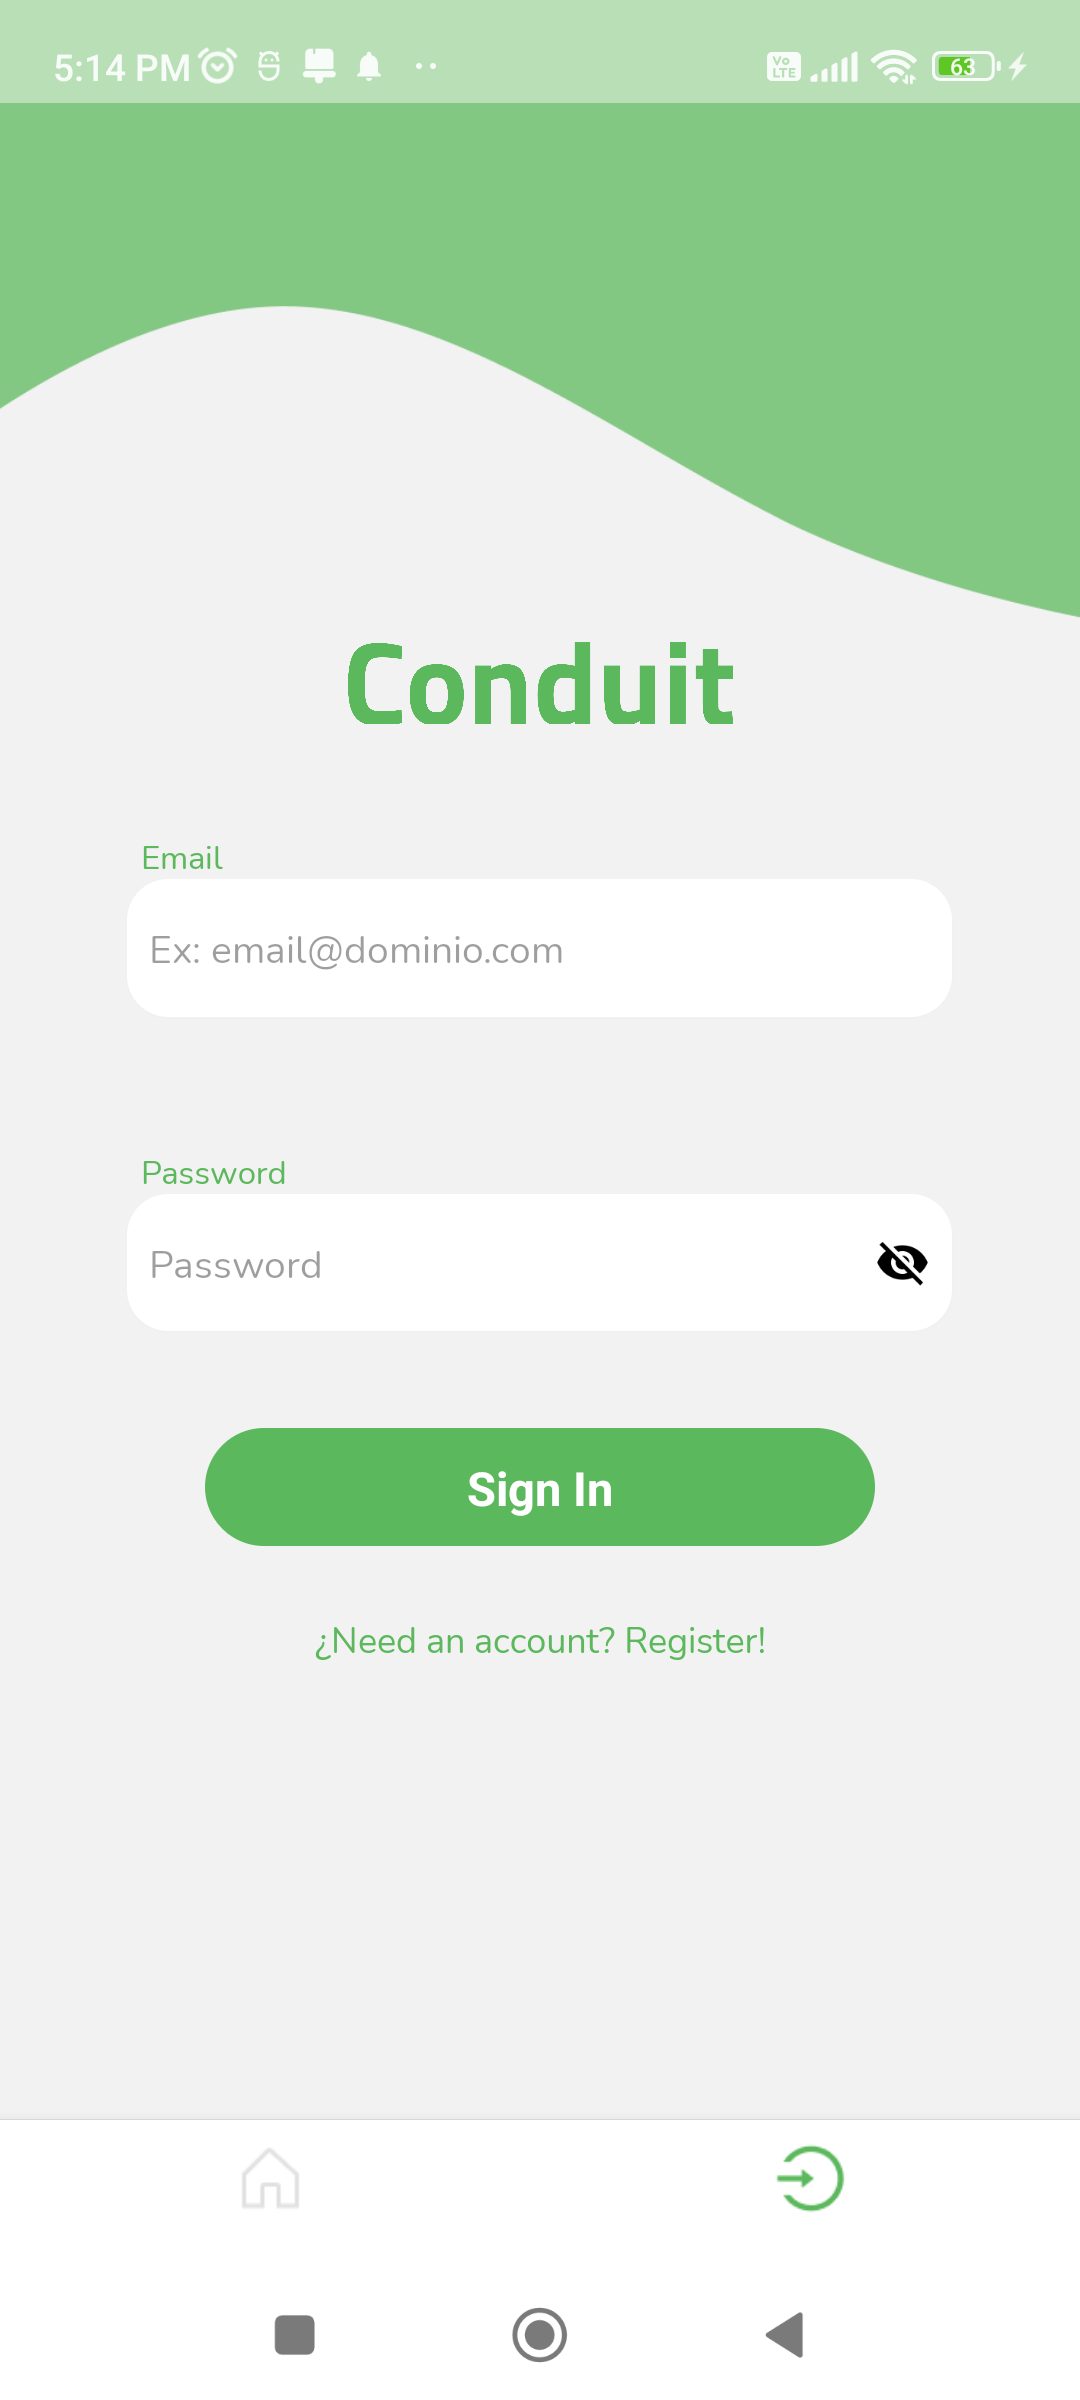 5:14 PM
Vo
LTE
63
Conduit
Email
Ex: email@dominio.com
Password
Password
Sign In
¿Need an account? Register!